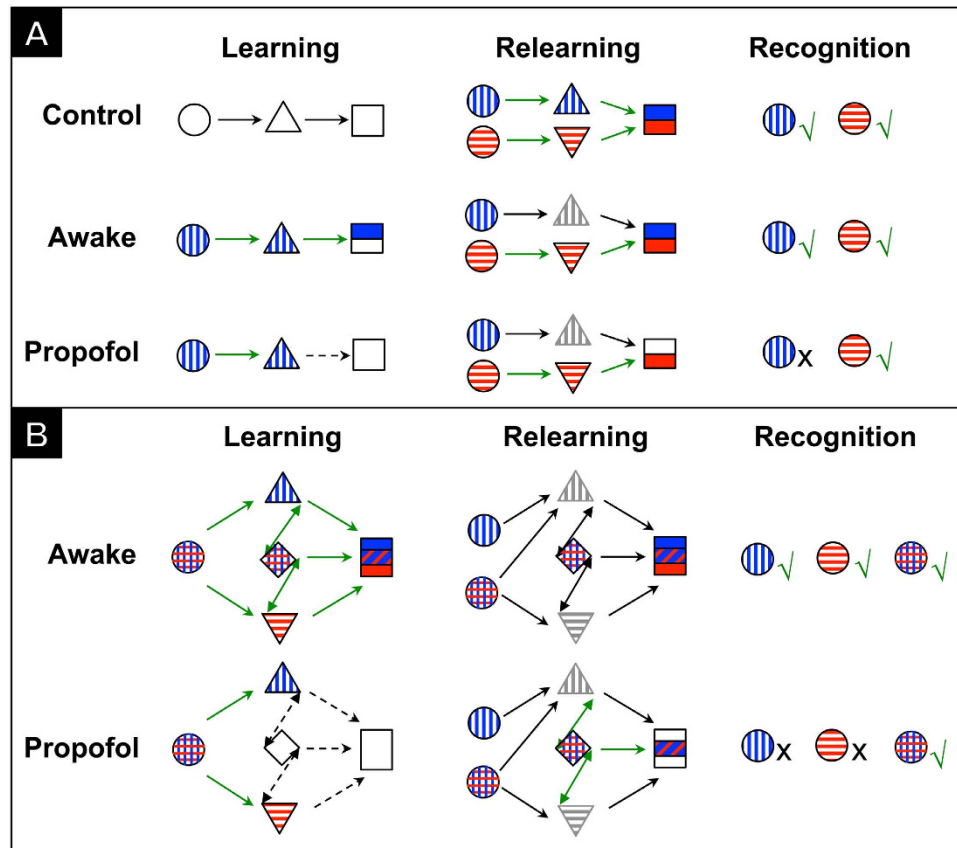 A
Learning Relearning Recognition
Control √ √
Awake √ √
Propofol X √
B
Learning Relearning Recognition
Awake √ √ √
Propofol X X √